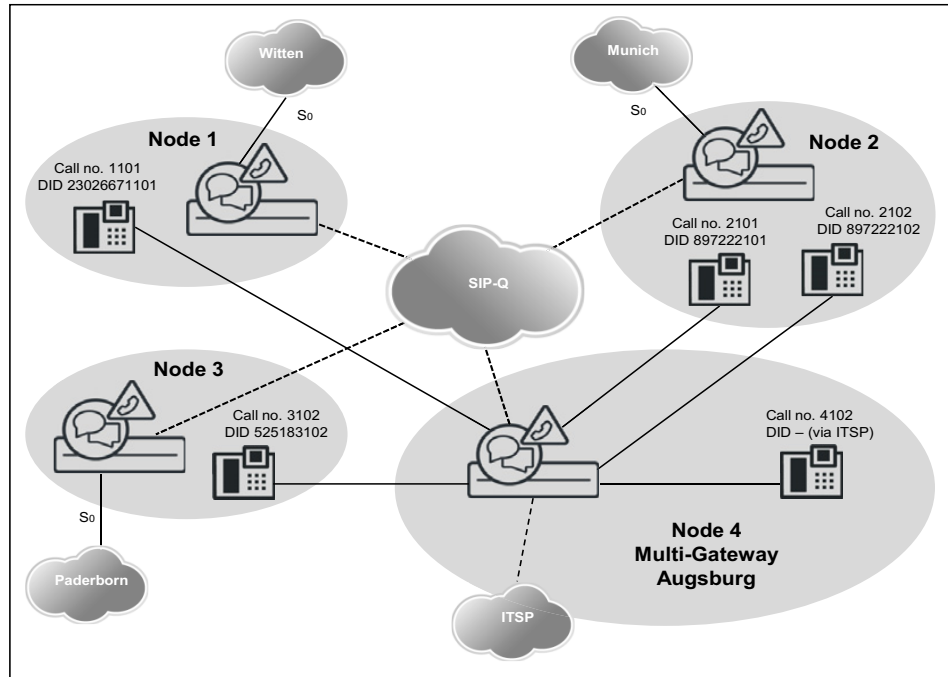 Witten
Munich
S0
S0
Node 1
Node 2
Call no. 1101
DID 23026671101
Call no. 2101
DID 897222101
Call no. 2102
DID 897222102
SIP-Q
Node 3
Call no. 3102
DID 525183102
Call no. 4102
DID – (via ITSP)
S0
Node 4
Multi-Gateway
Augsburg
Paderborn
ITSP